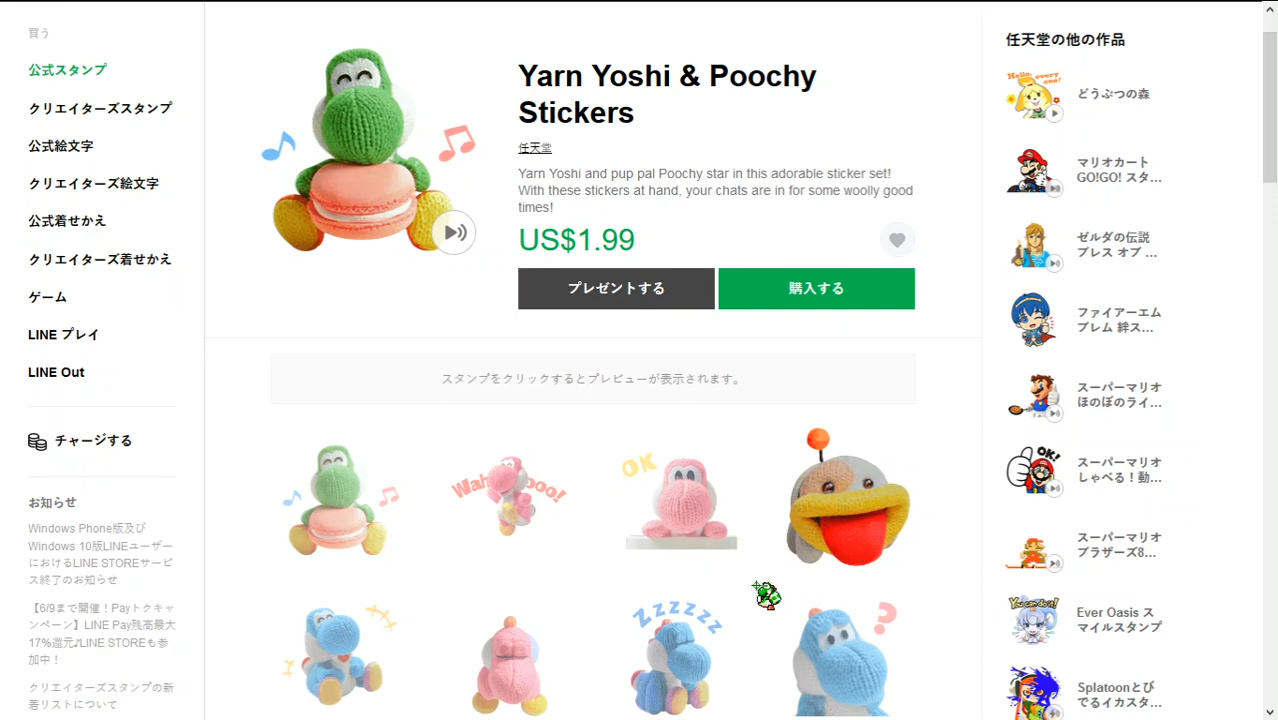 買う
公式スタンプ
クリエイターズスタンプ
公式絵文字
クリエイターズ絵文字
公式着せかえ
クリエイターズ着せかえ
ゲーム
LINE プレイ
LINE Out
チャージする
お知らせ
Windows Phone版及び
Windows 10版LINEユーザー
におけるLINE STOREサービ
ス終了のお知らせ
【6/9まで開催！Payトクキャ
ンペーン】LINE Pay残高最大
17%還元♪LINE STOREも参
加中！
クリエイターズスタンプの新
着リストについて
Yarn Yoshi & Poochy
Stickers
任天堂
Yarn Yoshi and pup pal Poochy star in this adorable sticker set!
With these stickers at hand, your chats are in for some woolly good
times!
US$1.99
プレゼントする
購入する
スタンプをクリックするとプレビューが表示されます。
Wahoooo!
OK
ZZZZZZ
?
任天堂の他の作品
Hello, every one!
どうぶつの森
マリオカート
GO!GO! スタ...
ゼルダの伝説
ブレス オブ ...
ファイアーエム
ブレム 絆ス...
スーパーマリオ
ほのぼのライ...
OK!
スーパーマリオ
しゃべる！動...
スーパーマリオ
ブラザーズ8...
You can do it!
Ever Oasis ス
マイルスタンプ
Splatoonとび
でるイカスタ...